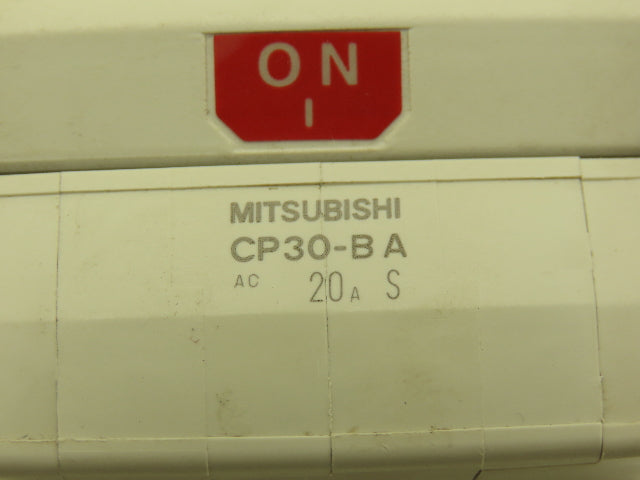 ON
I
MITSUBISHI
CP30-BA
AC 20A S